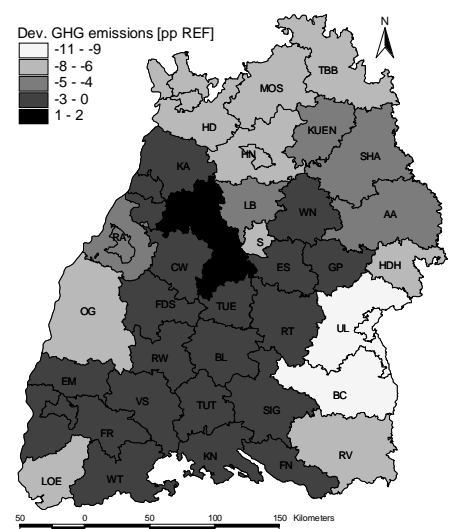 Dev. GHG emissions [pp REF]
-11 - -9
-8 - -6
-5 - -4
-3 - 0
1 - 2
N
TBB
MOS
HD
KUEN
HN
SHA
KA
LB
WN
AA
RA
S
CW
ES
GP
HDH
OG
FDS
TUE
RT
UL
RW
BL
EM
BC
VS
TUT
SIG
FR
RV
KN
FN
LOE
WT
50 0 50 100 150 Kilometers